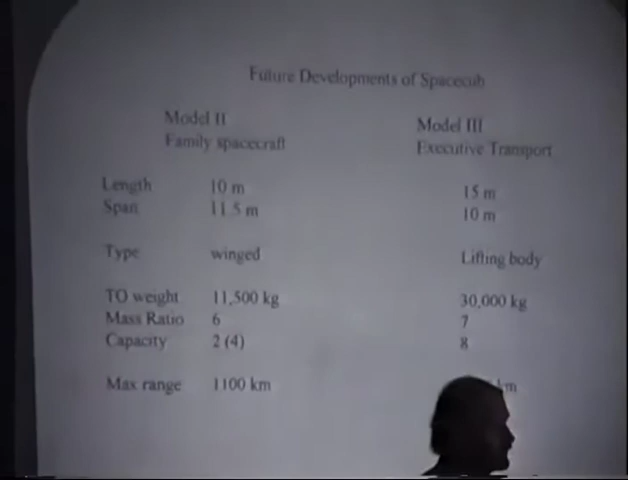 Future Developments of Spacecub
Model II Model III
Family spacecraft Executive Transport
Length 10 m 15 m
Span 11.5 m 10 m
Type winged Lifting body
TO weight 11,500 kg 30,000 kg
Mass Ratio 6 7
Capacity 2 (4) 8
Max range 1100 km km